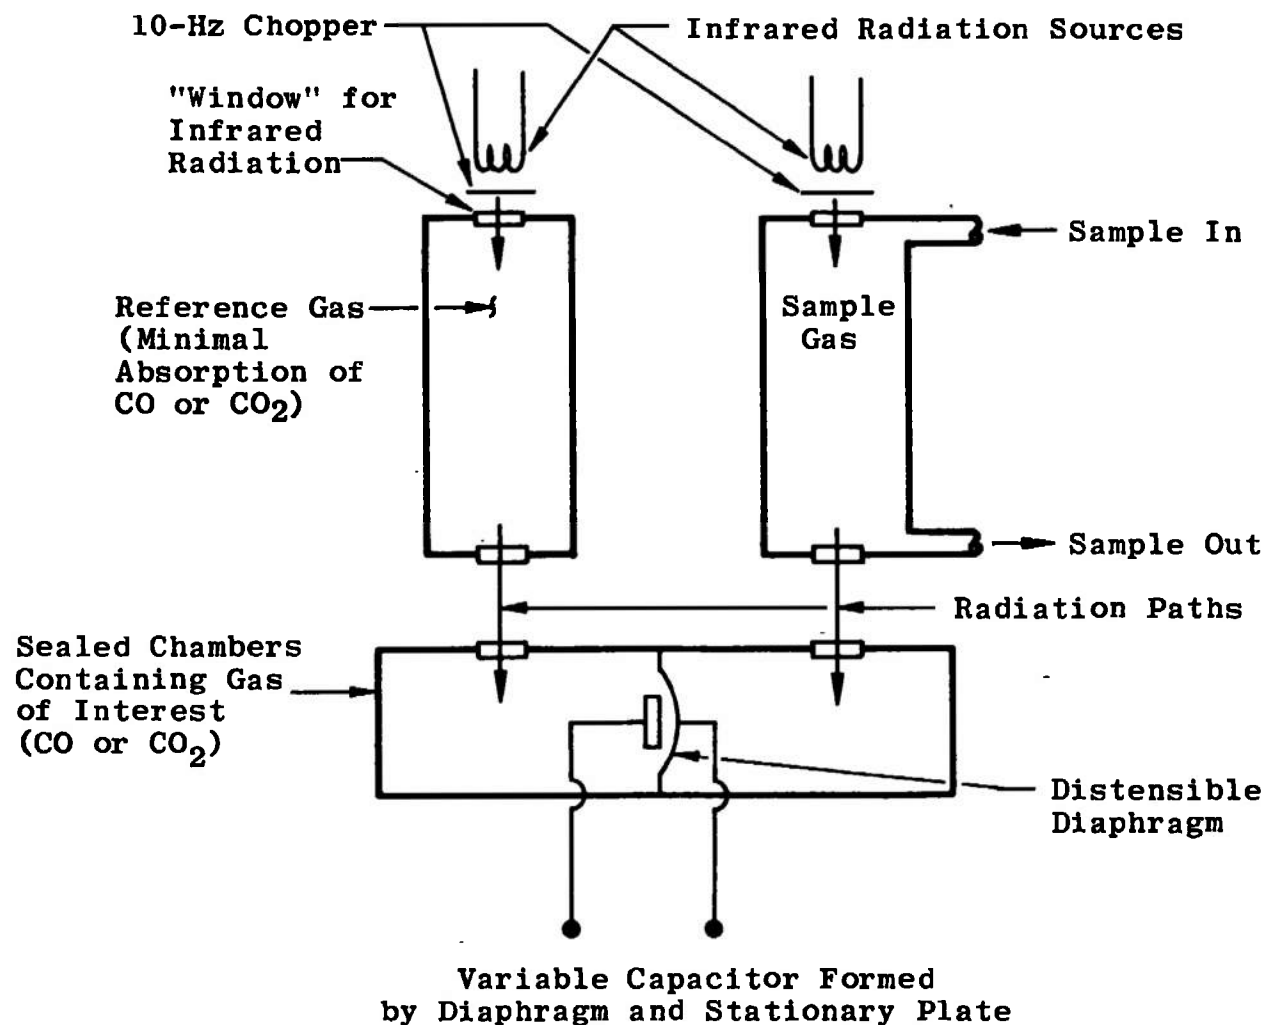 10-Hz Chopper
Infrared Radiation Sources
"Window" for
Infrared
Radiation
Sample In
Reference Gas
(Minimal
Absorption of
CO or CO2)
Sample
Gas
Sample Out
Radiation Paths
Sealed Chambers
Containing Gas
of Interest
(CO or CO2)
Distensible
Diaphragm
Variable Capacitor Formed
by Diaphragm and Stationary Plate